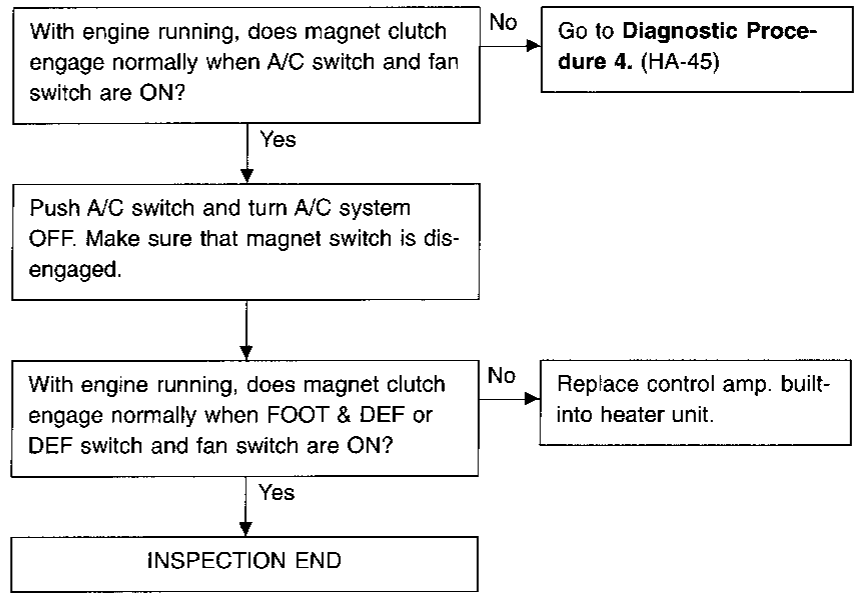 With engine running, does magnet clutch
engage normally when A/C switch and fan
switch are ON?
No
Go to Diagnostic Proce-
dure 4. (HA-45)
Yes
Push A/C switch and turn A/C system
OFF. Make sure that magnet switch is dis-
engaged.
With engine running, does magnet clutch
engage normally when FOOT & DEF or
DEF switch and fan switch are ON?
No
Replace control amp. built-
into heater unit.
Yes
INSPECTION END